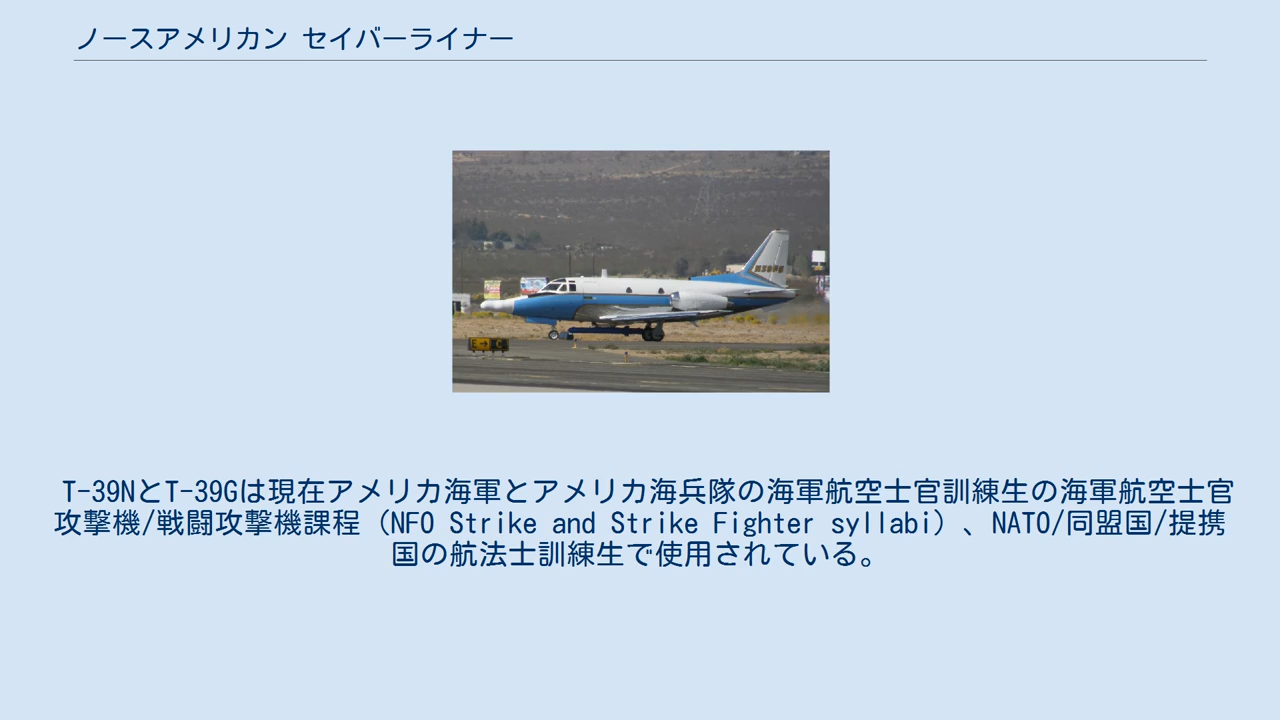 ノースアメリカン セイバーライナー
T-39NとT-39Gは現在アメリカ海軍とアメリカ海兵隊の海軍航空士官訓練生の海軍航空士官
攻撃機/戦闘攻撃機課程（NFO Strike and Strike Fighter syllabi）、NATO/同盟国/提携
国の航法士訓練生で使用されている。